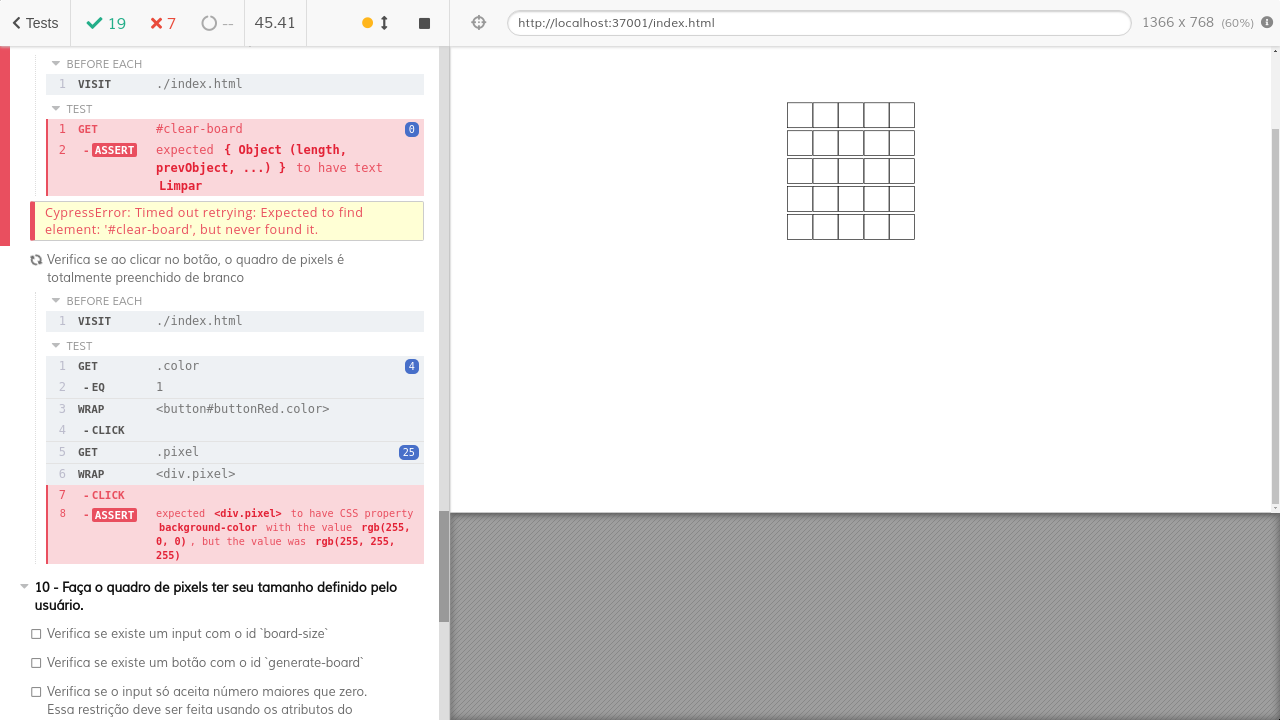 Tests 19 7 -- 45.41 http://localhost:37001/index.html 1366 x 768 (60%)
BEFORE EACH
1 VISIT ./index.html
TEST
1 GET #clear-board 0
2 -ASSERT expected { Object (length,
prevObject, ...) } to have text
Limpar
CypressError: Timed out retrying: Expected to find
element: '#clear-board', but never found it.
Verifica se ao clicar no botão, o quadro de pixels é
totalmente preenchido de branco
BEFORE EACH
1 VISIT ./index.html
TEST
1 GET .color 4
2 -EQ 1
3 WRAP <button#buttonRed.color>
4 -CLICK
5 GET .pixel 25
6 WRAP <div.pixel>
7 -CLICK
8 -ASSERT expected <div.pixel> to have CSS property
background-color with the value rgb(255,
0, 0), but the value was rgb(255, 255,
255)
10 - Faça o quadro de pixels ter seu tamanho definido pelo
usuário.
Verifica se existe um input com o id `board-size`
Verifica se existe um botão com o id `generate-board`
Verifica se o input só aceita número maiores que zero.
Essa restrição deve ser feita usando os atributos do